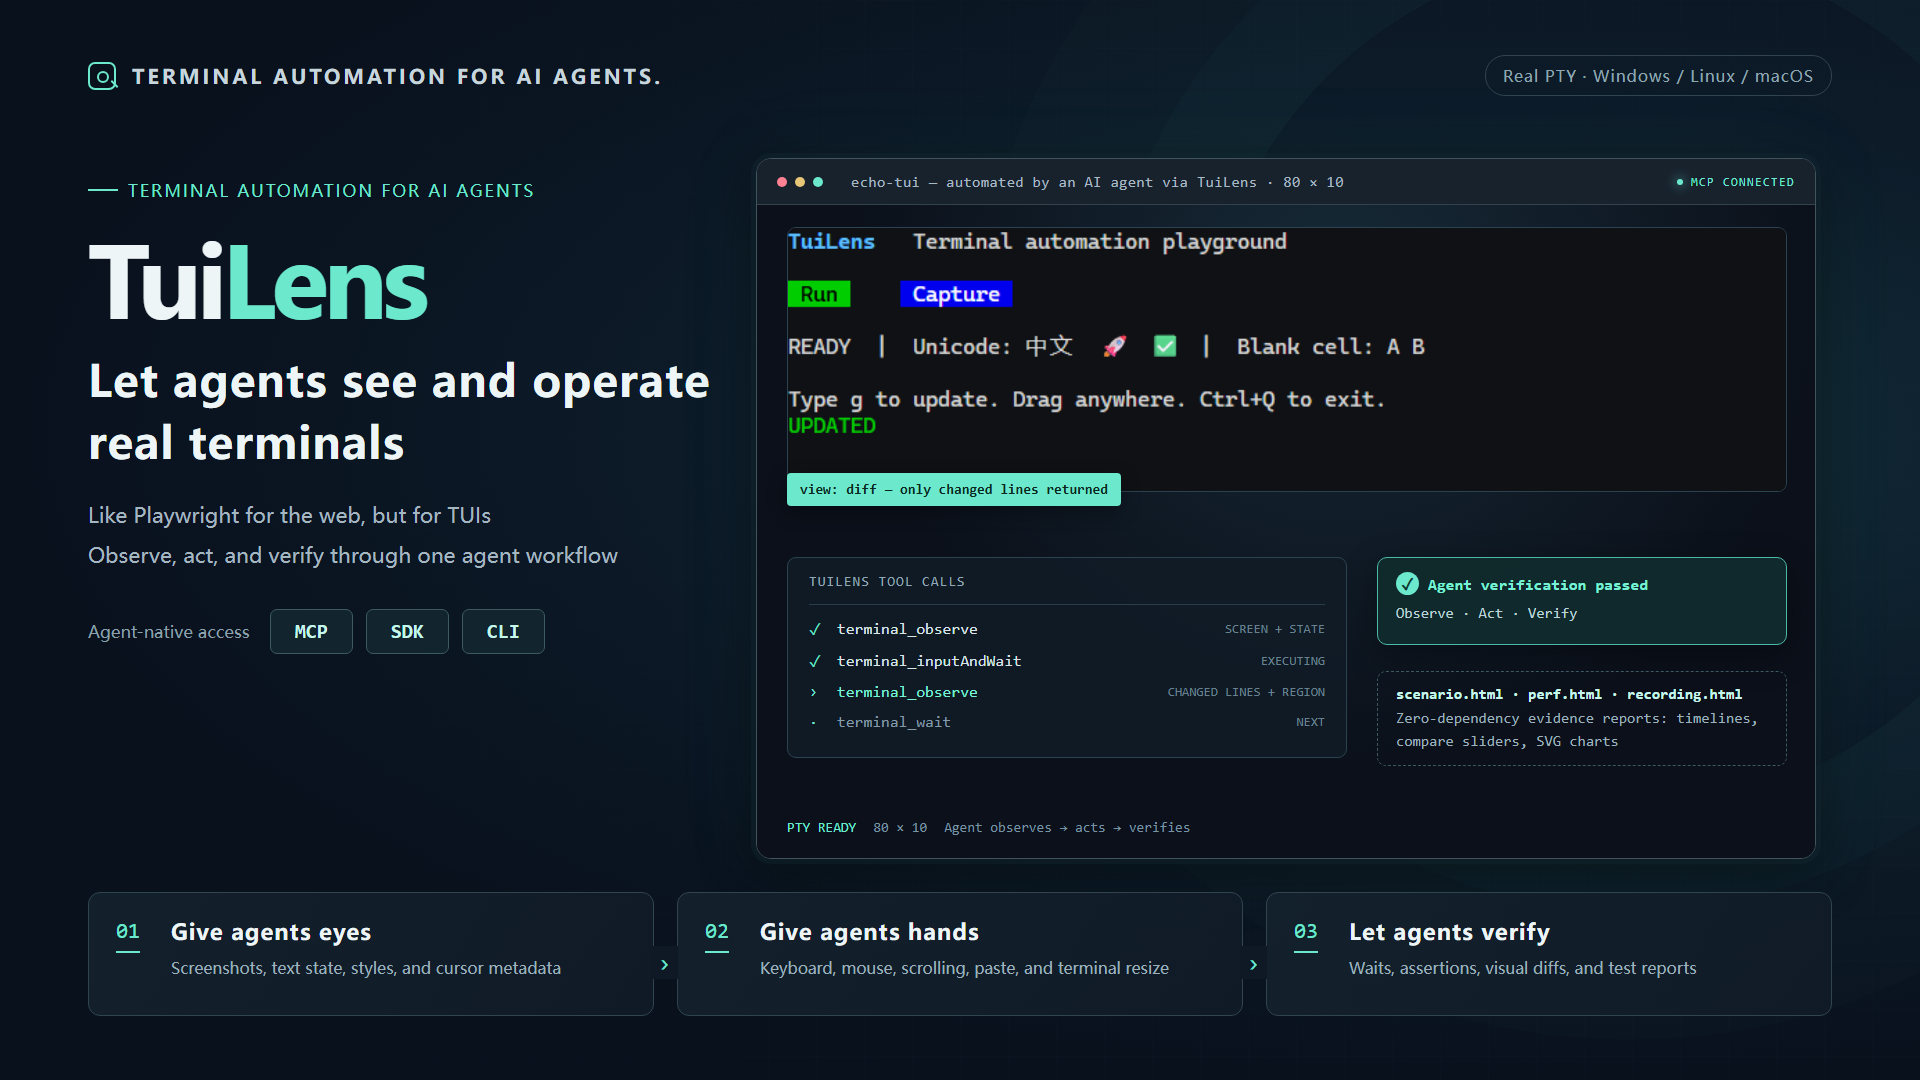 TERMINAL AUTOMATION FOR AI AGENTS.
Real PTY · Windows / Linux / macOS
TERMINAL AUTOMATION FOR AI AGENTS
TuiLens
Let agents see and operate
real terminals
Like Playwright for the web, but for TUIs
Observe, act, and verify through one agent workflow
Agent-native access MCP SDK CLI
echo-tui — automated by an AI agent via TuiLens · 80 × 10
MCP CONNECTED
TuiLens Terminal automation playground
Run Capture
READY | Unicode: 中文 🚀 ✅ | Blank cell: A B
Type g to update. Drag anywhere. Ctrl+Q to exit.
UPDATED
view: diff — only changed lines returned
TUILENS TOOL CALLS
✓ terminal_observe SCREEN + STATE
✓ terminal_inputAndWait EXECUTING
› terminal_observe CHANGED LINES + REGION
· terminal_wait NEXT
✓ Agent verification passed
Observe · Act · Verify
scenario.html · perf.html · recording.html
Zero-dependency evidence reports: timelines,
compare sliders, SVG charts
PTY READY 80 × 10 Agent observes → acts → verifies
01 Give agents eyes
Screenshots, text state, styles, and cursor metadata
›
02 Give agents hands
Keyboard, mouse, scrolling, paste, and terminal resize
›
03 Let agents verify
Waits, assertions, visual diffs, and test reports